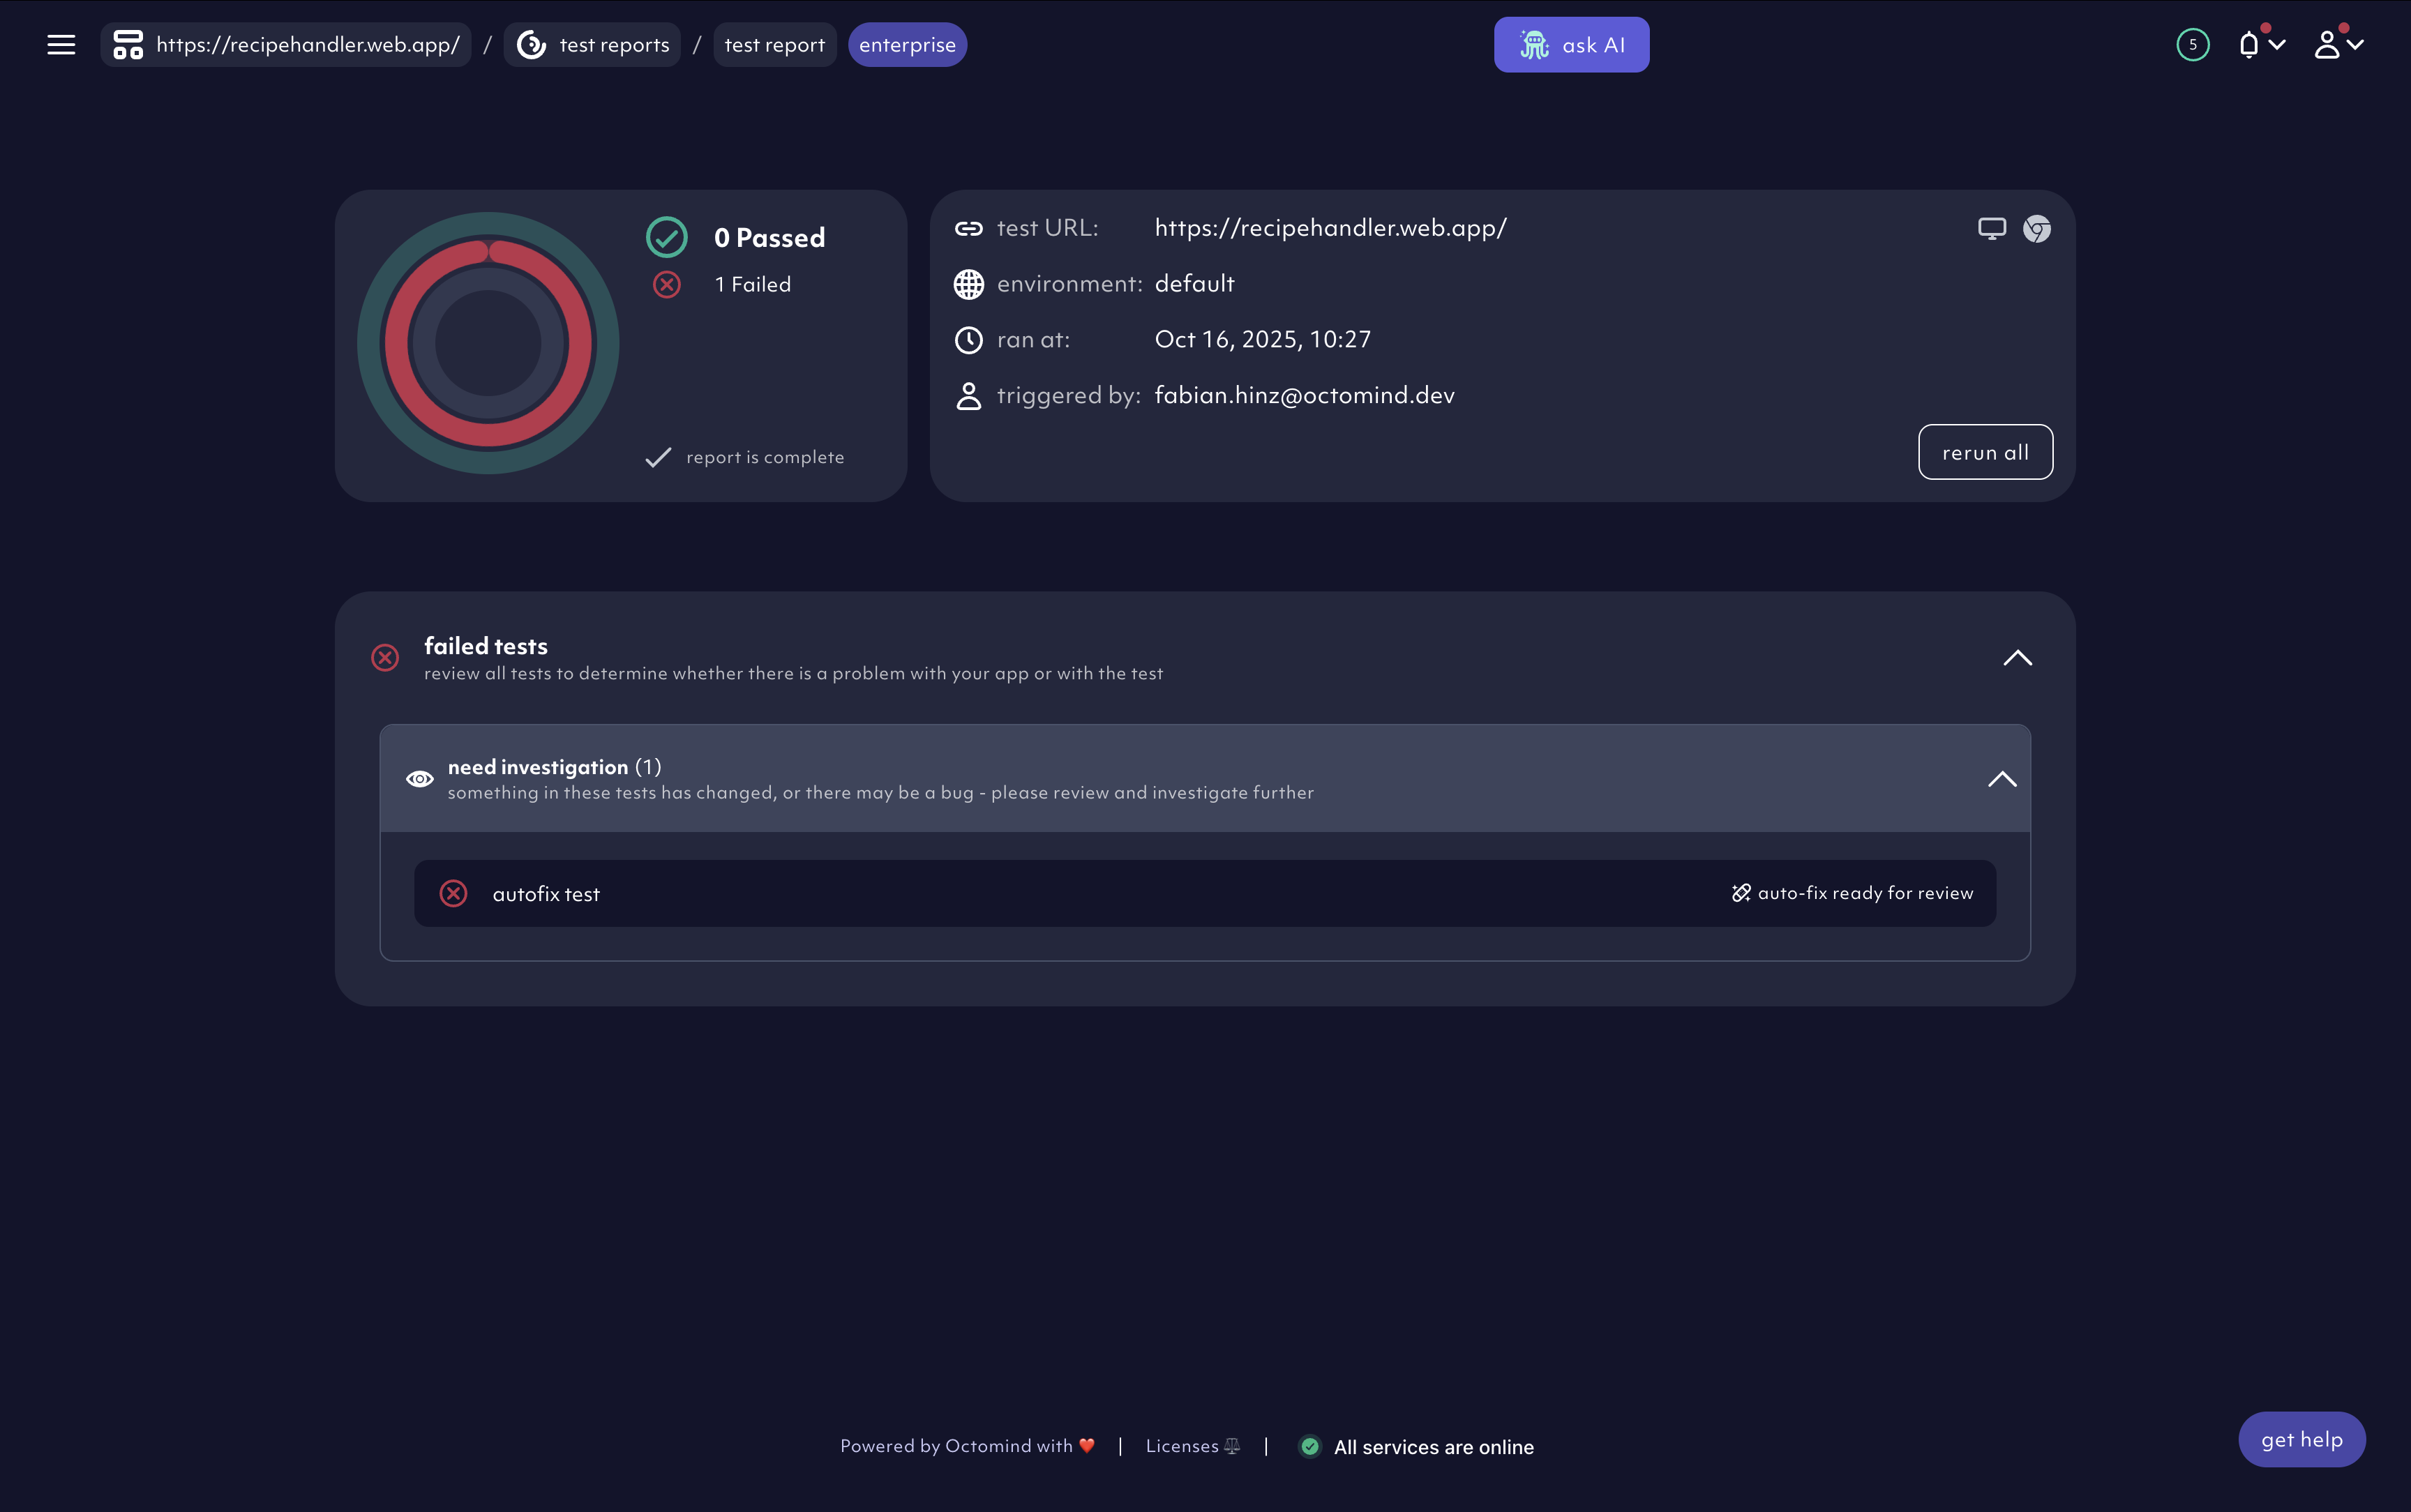 https://recipehandler.web.app/ / test reports / test report enterprise
ask AI
5
0 Passed
1 Failed
report is complete
test URL: https://recipehandler.web.app/
environment: default
ran at: Oct 16, 2025, 10:27
triggered by: fabian.hinz@octomind.dev
rerun all
failed tests
review all tests to determine whether there is a problem with your app or with the test
need investigation (1)
something in these tests has changed, or there may be a bug - please review and investigate further
autofix test
auto-fix ready for review
Powered by Octomind with ❤️ | Licenses | All services are online
get help